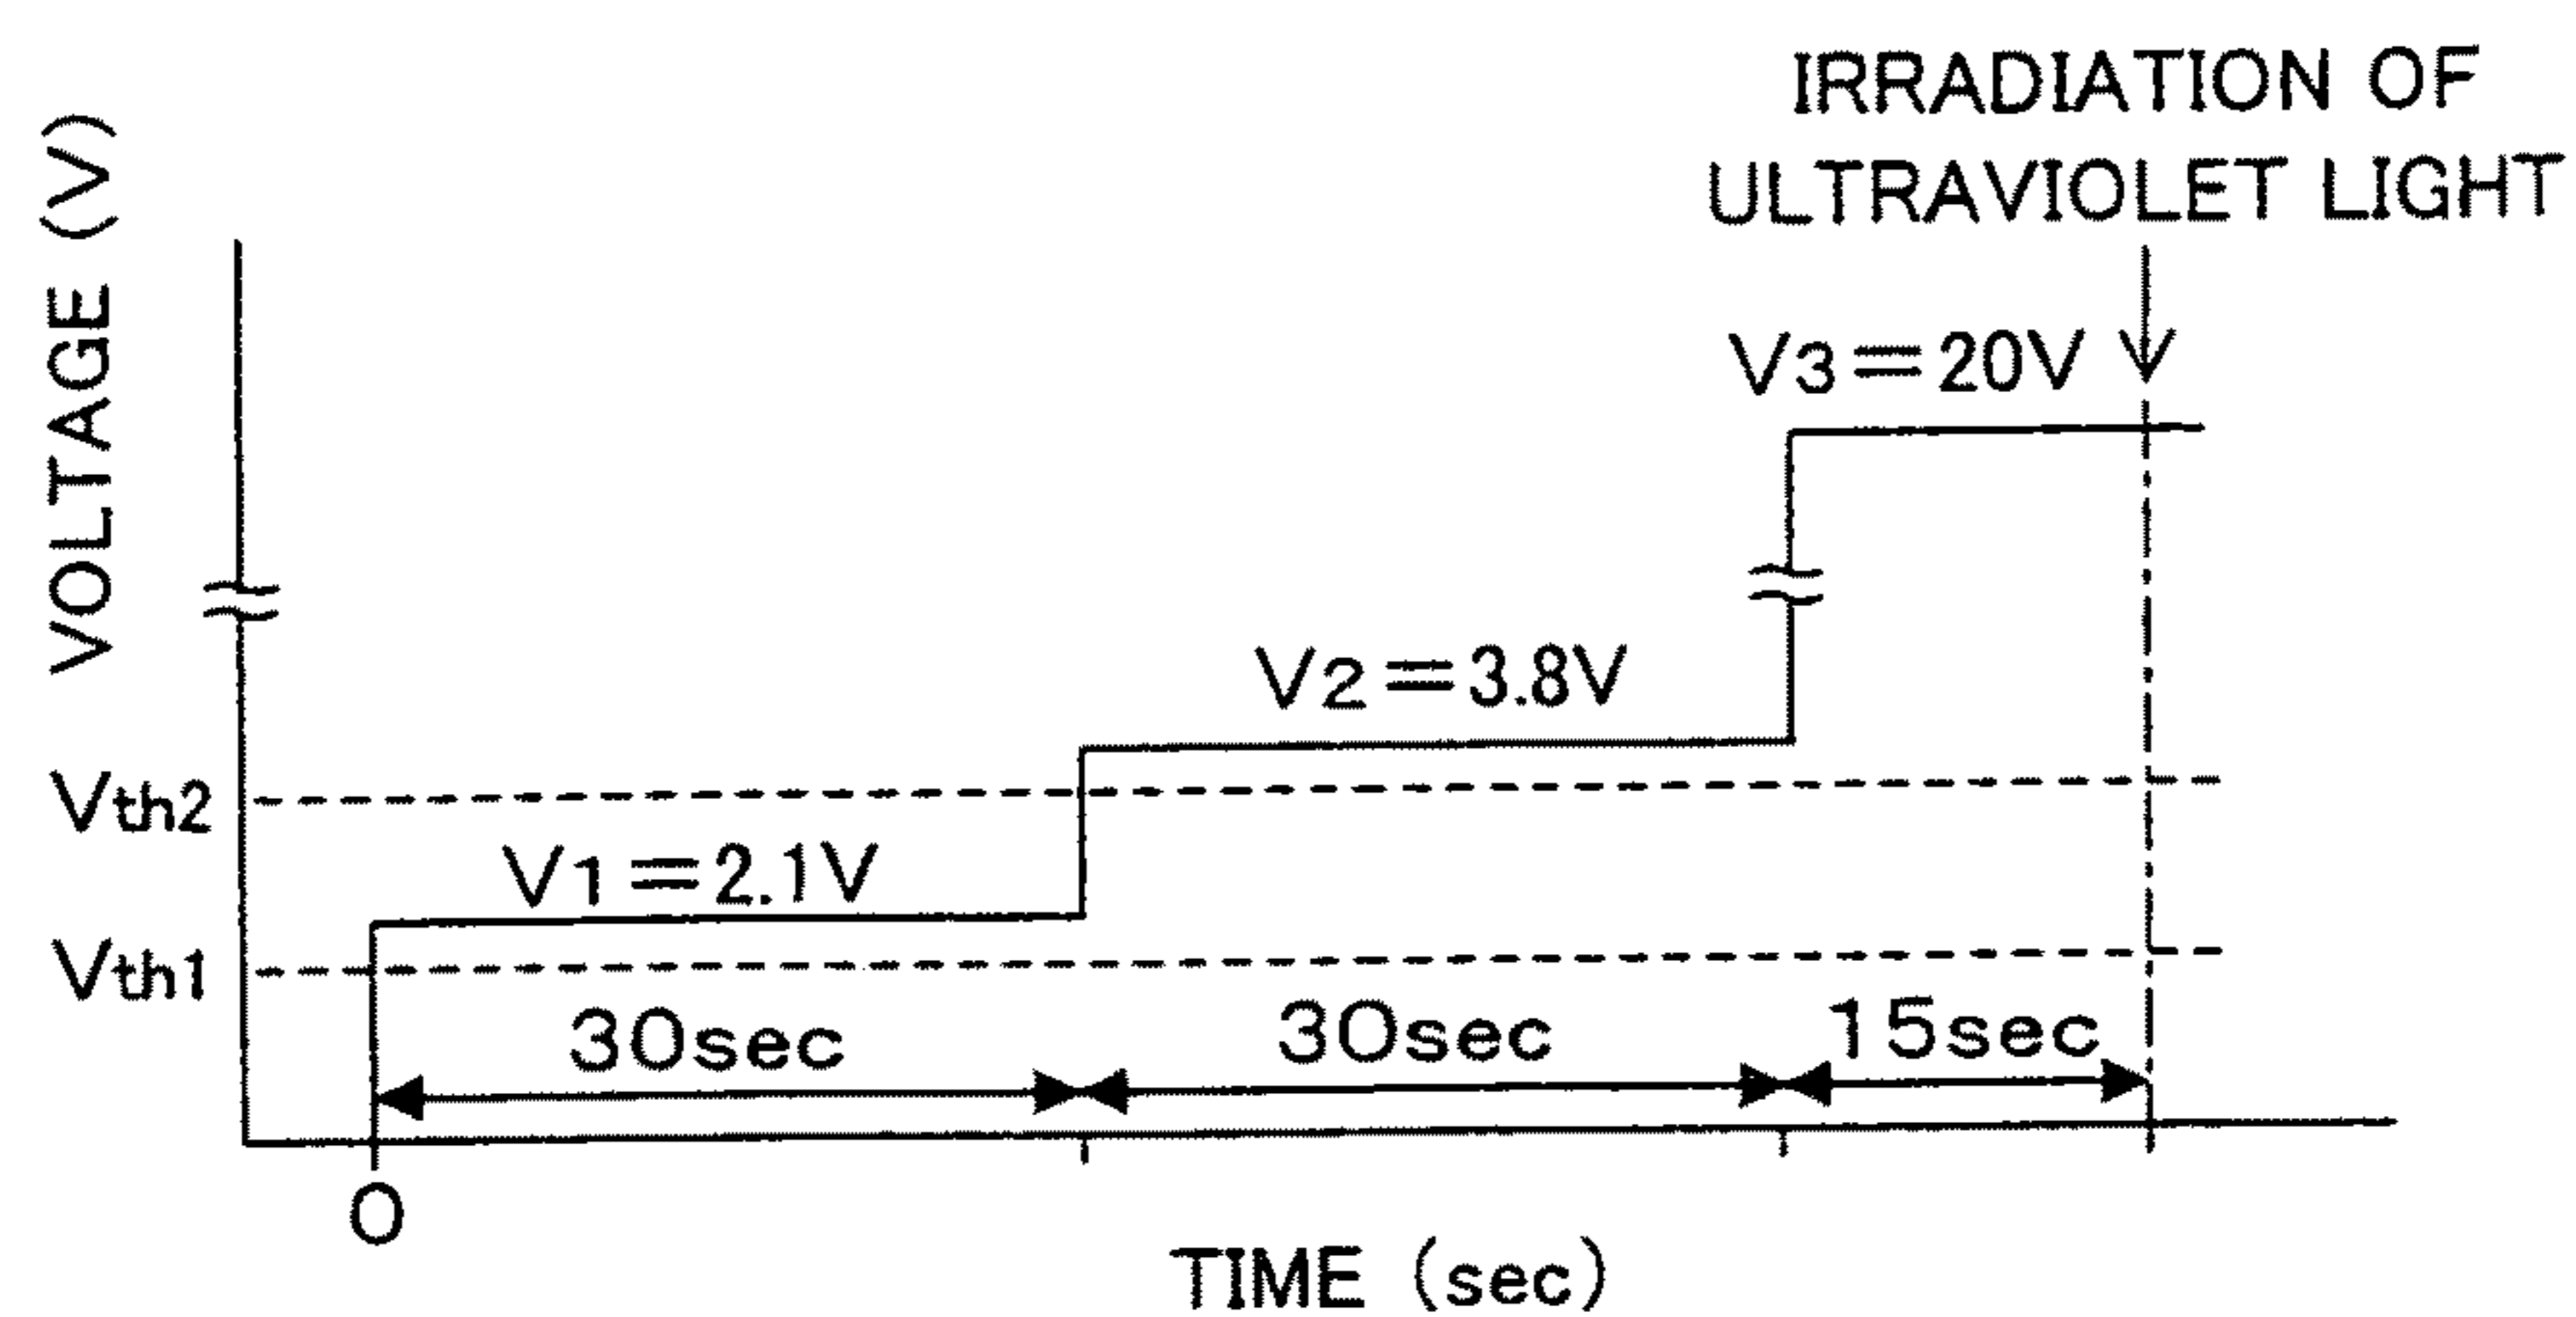 IRRADIATION OF
ULTRAVIOLET LIGHT
VOLTAGE (V)
V3=20V
V2=3.8V
Vth2
V1=2.1V
Vth1
30sec
30sec
15sec
0
TIME (sec)